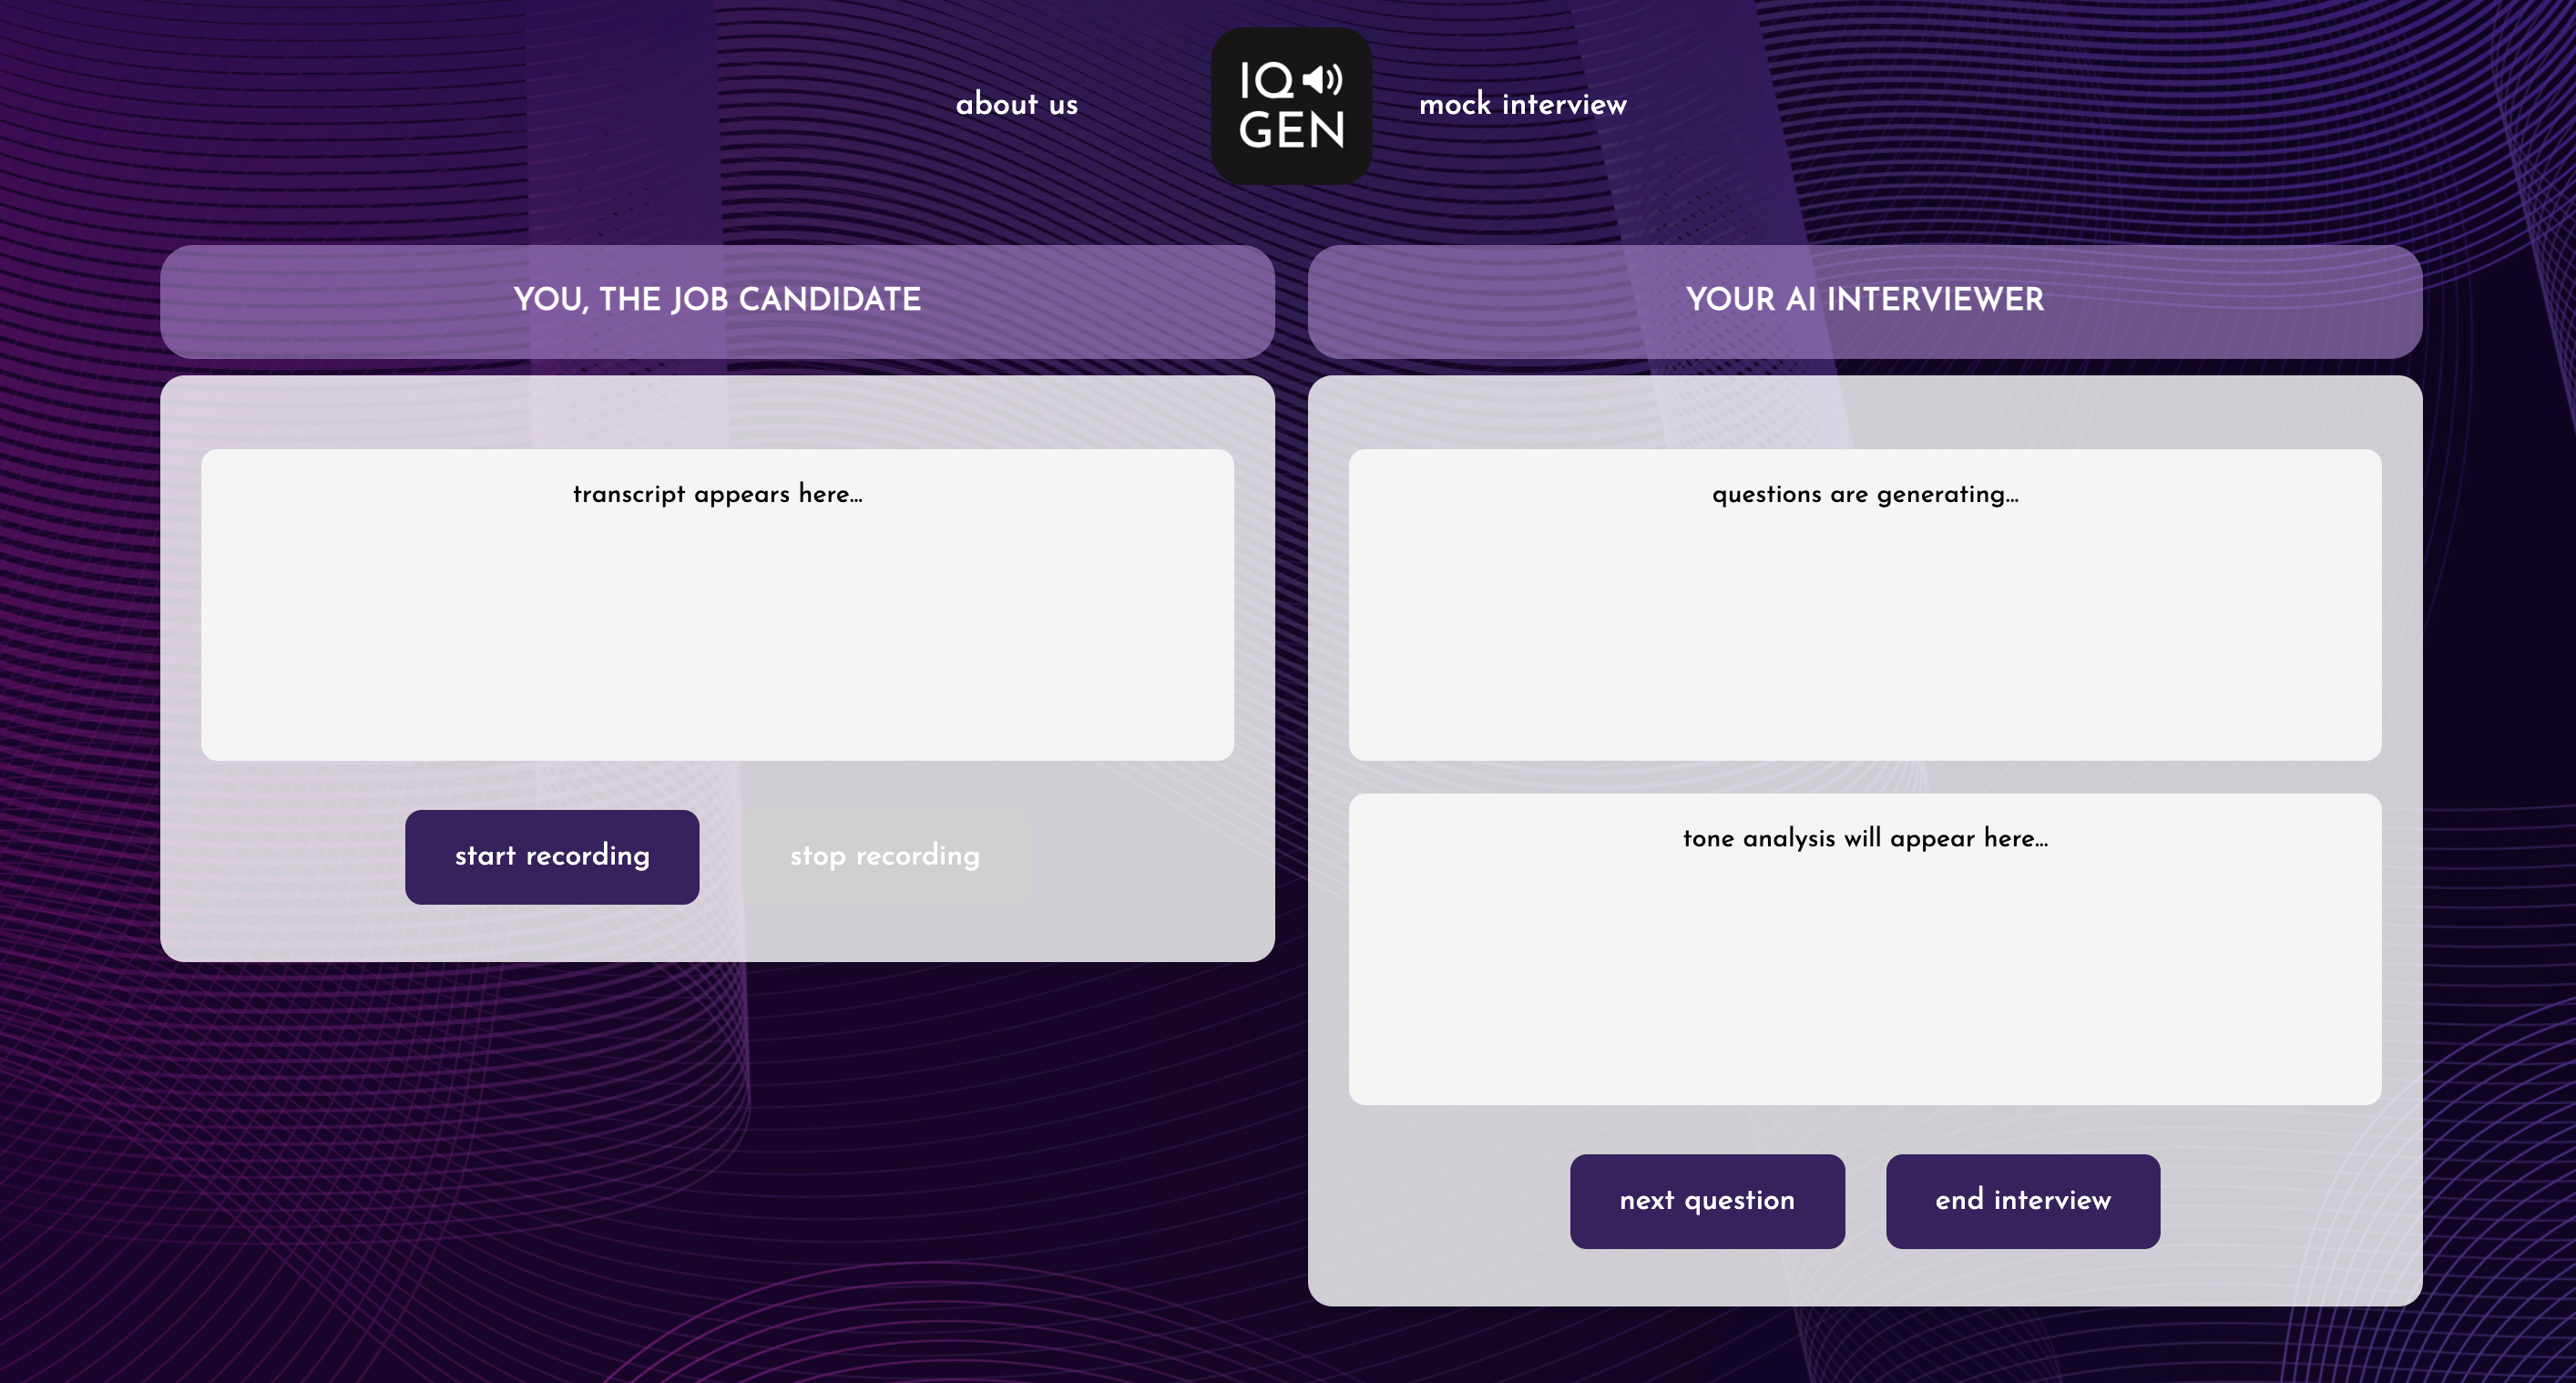 about us
IQ
GEN
mock interview
YOU, THE JOB CANDIDATE
YOUR AI INTERVIEWER
transcript appears here...
questions are generating...
start recording
stop recording
tone analysis will appear here...
next question
end interview